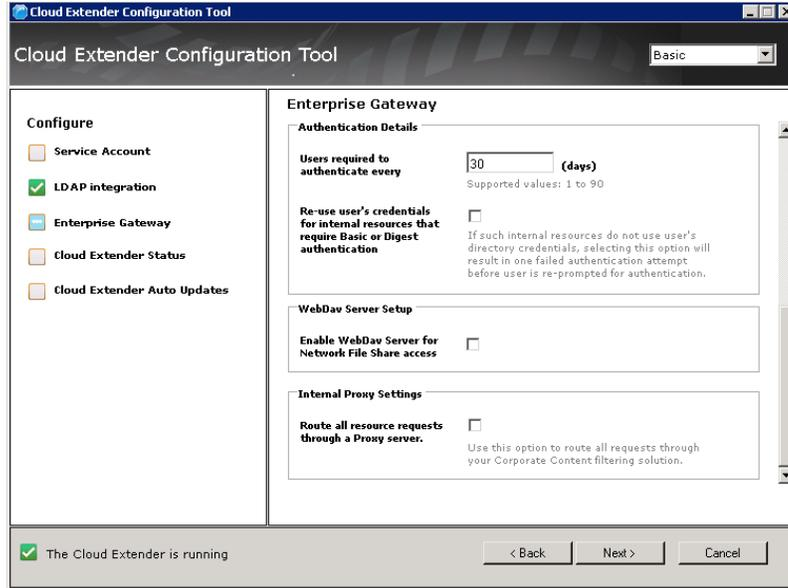 Cloud Extender Configuration Tool
Cloud Extender Configuration Tool
Basic
Configure
Service Account
LDAP integration
Enterprise Gateway
Cloud Extender Status
Cloud Extender Auto Updates
Enterprise Gateway
Authentication Details
Users required to
authenticate every
30
(days)
Supported values: 1 to 90
Re-use user's credentials
for internal resources that
require Basic or Digest
authentication
If such internal resources do not use user's
directory credentials, selecting this option will
result in one failed authentication attempt
before user is re-prompted for authentication.
WebDav Server Setup
Enable WebDav Server for
Network File Share access
Internal Proxy Settings
Route all resource requests
through a Proxy server.
Use this option to route all requests through
your Corporate Content filtering solution.
The Cloud Extender is running
< Back
Next >
Cancel